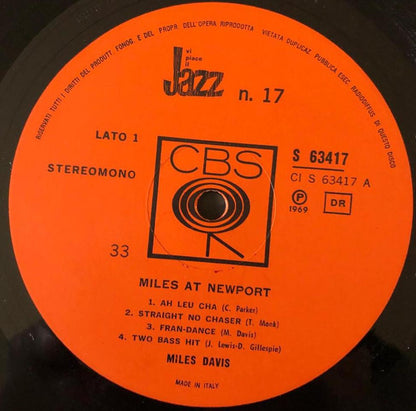 RISERVATI TUTTI I DIRITTI DEL PRODUTT. FONOG. E DEL PROPR. DELL'OPERA RIPRODOTTA - VIETATA DUPLICAZ. PUBBLICA ESEC. RADIODIFFUS. DI QUESTO DISCO
vi
piace
il
Jazz n. 17
LATO 1
STEREOMONO
CBS
S 63417
CI S 63417 A
P
1969
DR
33
MILES AT NEWPORT
1. AH LEU CHA (C. Parker)
2. STRAIGHT NO CHASER (T. Monk)
3. FRAN-DANCE (M. Davis)
4. TWO BASS HIT (J. Lewis-D. Gillespie)
MILES DAVIS
MADE IN ITALY